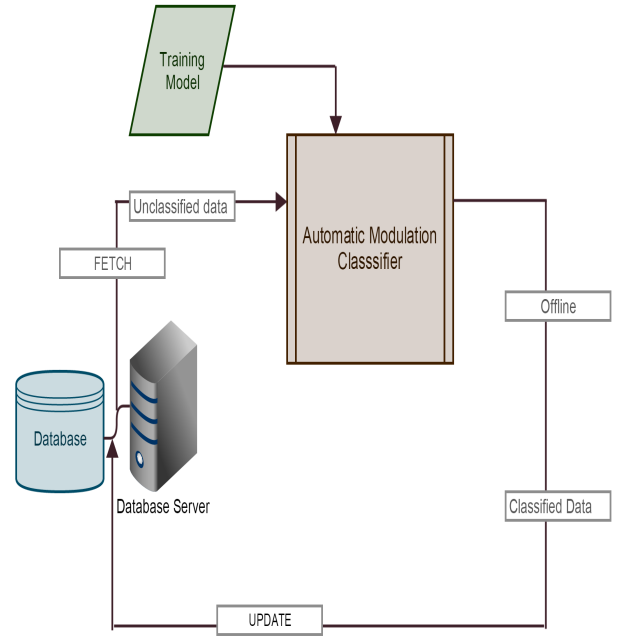 Training
Model
Unclassified data
Automatic Modulation
Classsifier
FETCH
Offline
Database
Classified Data
Database Server
UPDATE